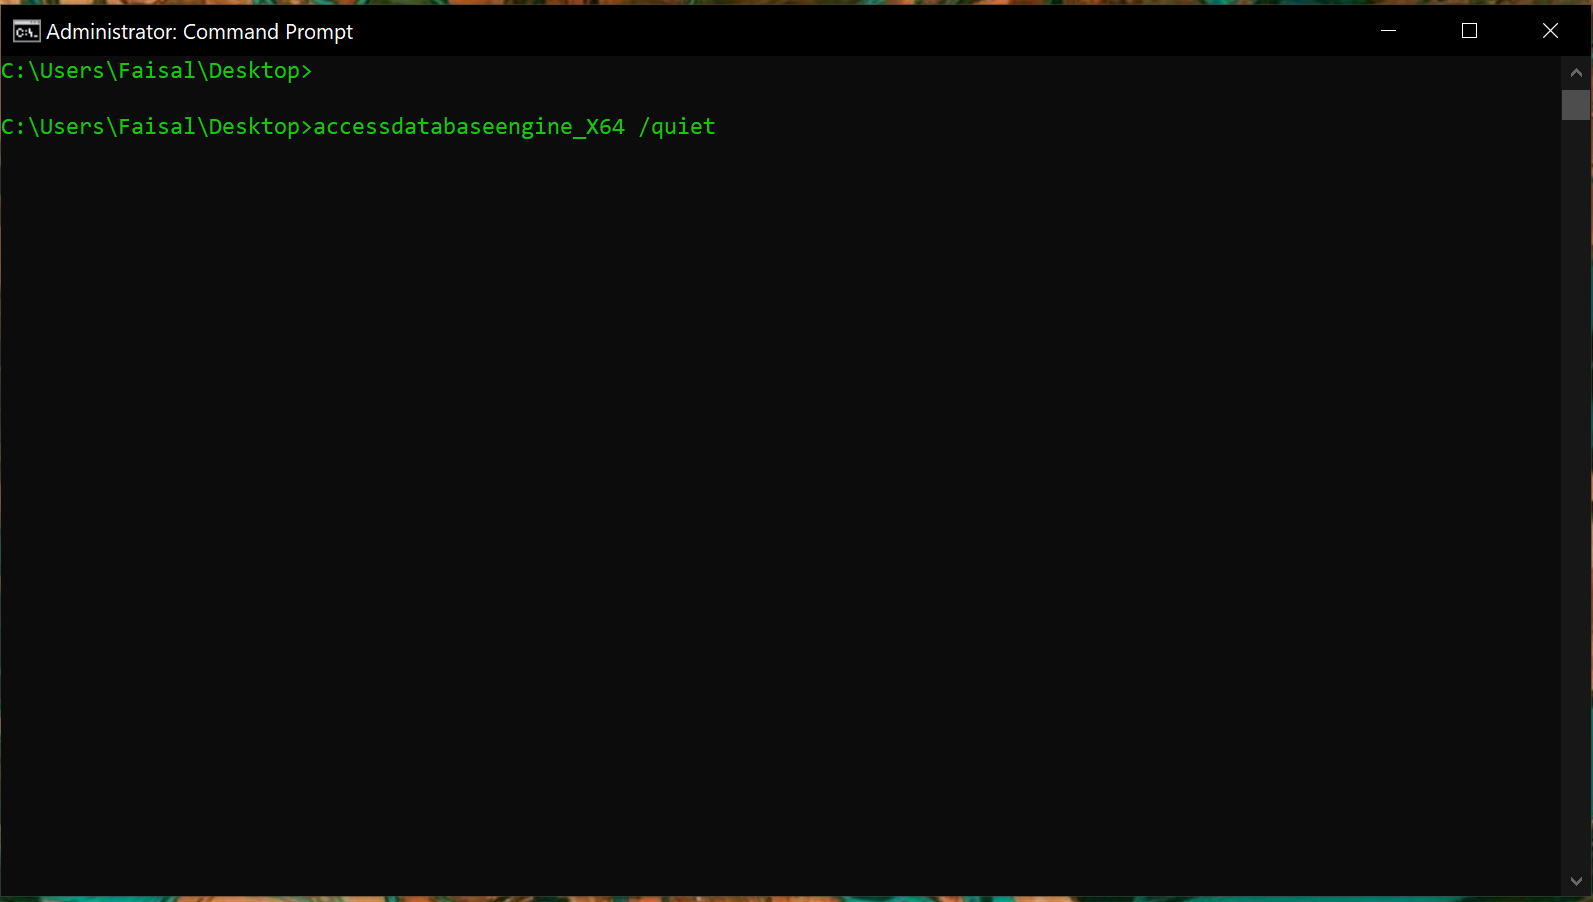 Administrator: Command Prompt
C:\Users\Faisal\Desktop>
C:\Users\Faisal\Desktop>accessdatabaseengine_X64 /quiet